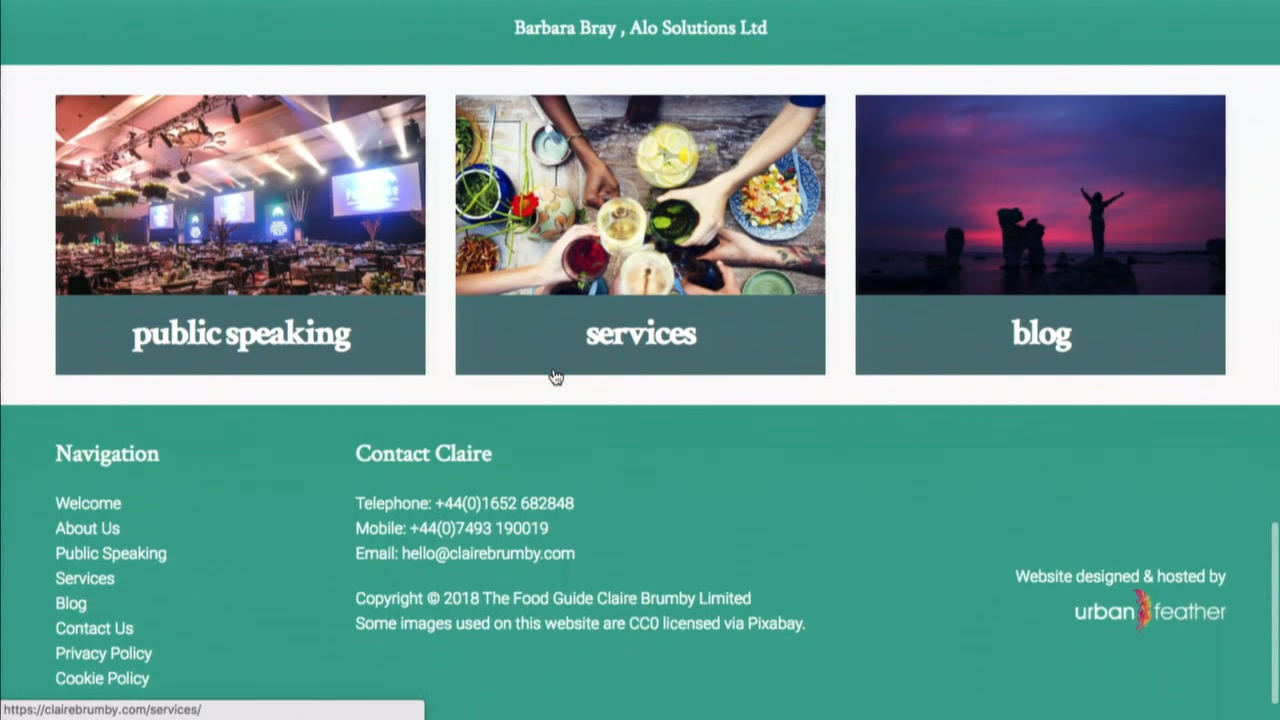 Barbara Bray , Alo Solutions Ltd
public speaking
services
blog
Navigation
Welcome
About Us
Public Speaking
Services
Blog
Contact Us
Privacy Policy
Cookie Policy
Contact Claire
Telephone: +44(0)1652 682848
Mobile: +44(0)7493 190019
Email: hello@clairebrumby.com
Copyright © 2018 The Food Guide Claire Brumby Limited
Some images used on this website are CC0 licensed via Pixabay.
Website designed & hosted by
urban feather
https://clairebrumby.com/services/